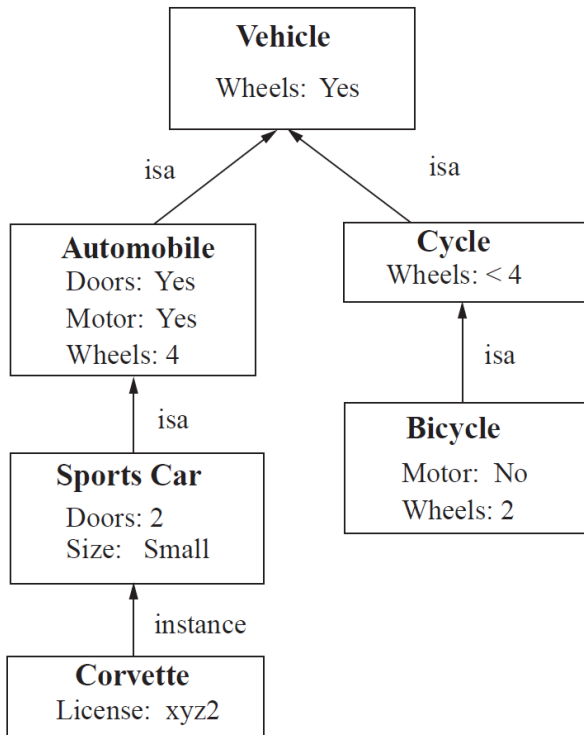 Vehicle
Wheels: Yes
isa
isa
Automobile
Doors: Yes
Motor: Yes
Wheels: 4
Cycle
Wheels: < 4
isa
isa
Sports Car
Doors: 2
Size: Small
Bicycle
Motor: No
Wheels: 2
instance
Corvette
License: xyz2